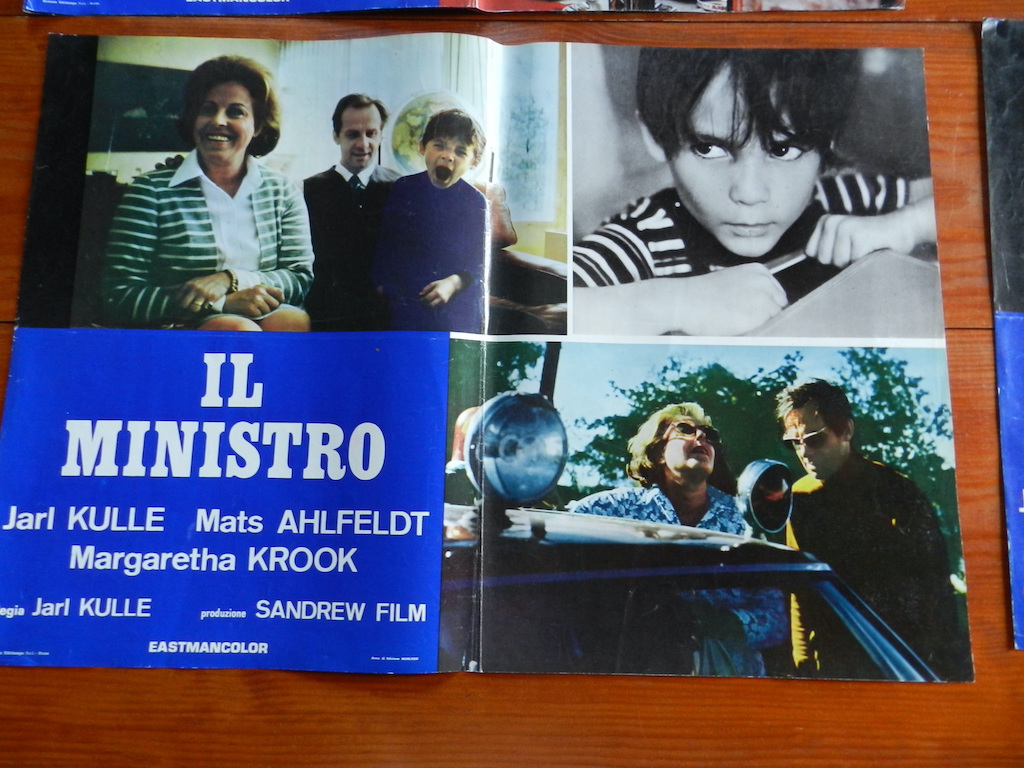 EASTMANCOLOR
IL
MINISTRO
Jarl KULLE Mats AHLFELDT
Margaretha KROOK
egia Jarl KULLE produzione SANDREW FILM
EASTMANCOLOR